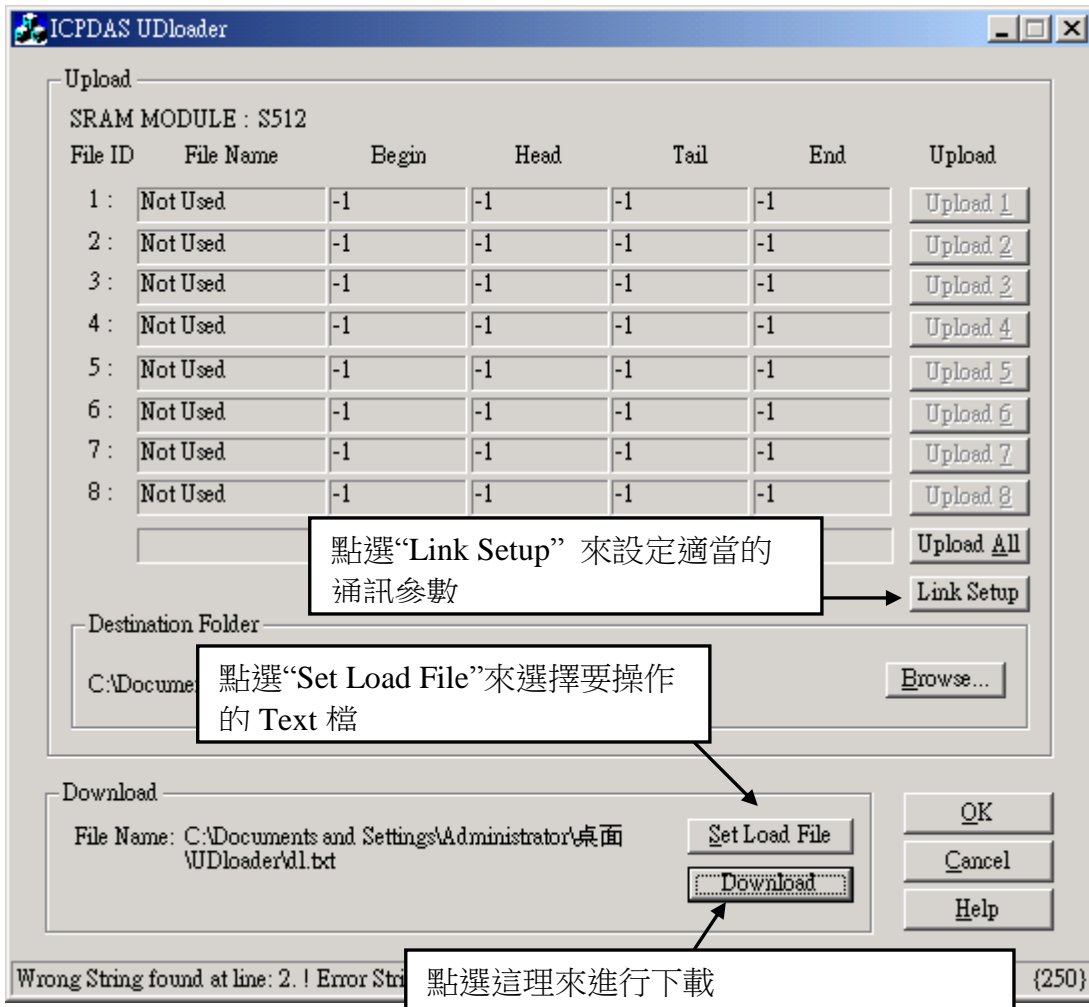 ICPDAS UDloader
Upload
SRAM MODULE : S512
File ID File Name Begin Head Tail End Upload
1 : Not Used -1 -1 -1 -1 Upload 1
2 : Not Used -1 -1 -1 -1 Upload 2
3 : Not Used -1 -1 -1 -1 Upload 3
4 : Not Used -1 -1 -1 -1 Upload 4
5 : Not Used -1 -1 -1 -1 Upload 5
6 : Not Used -1 -1 -1 -1 Upload 6
7 : Not Used -1 -1 -1 -1 Upload 7
8 : Not Used -1 -1 -1 -1 Upload 8
Upload All
點選“Link Setup” 來設定適當的
通訊參數
Link Setup
Destination Folder
C:\Docume
點選“Set Load File”來選擇要操作
的 Text 檔
Browse...
Download
File Name: C:\Documents and Settings\Administrator\桌面
\UDloader\dl.txt
Set Load File
Download
OK
Cancel
Help
Wrong String found at line: 2. ! Error Stri
點選這理來進行下載
{250}